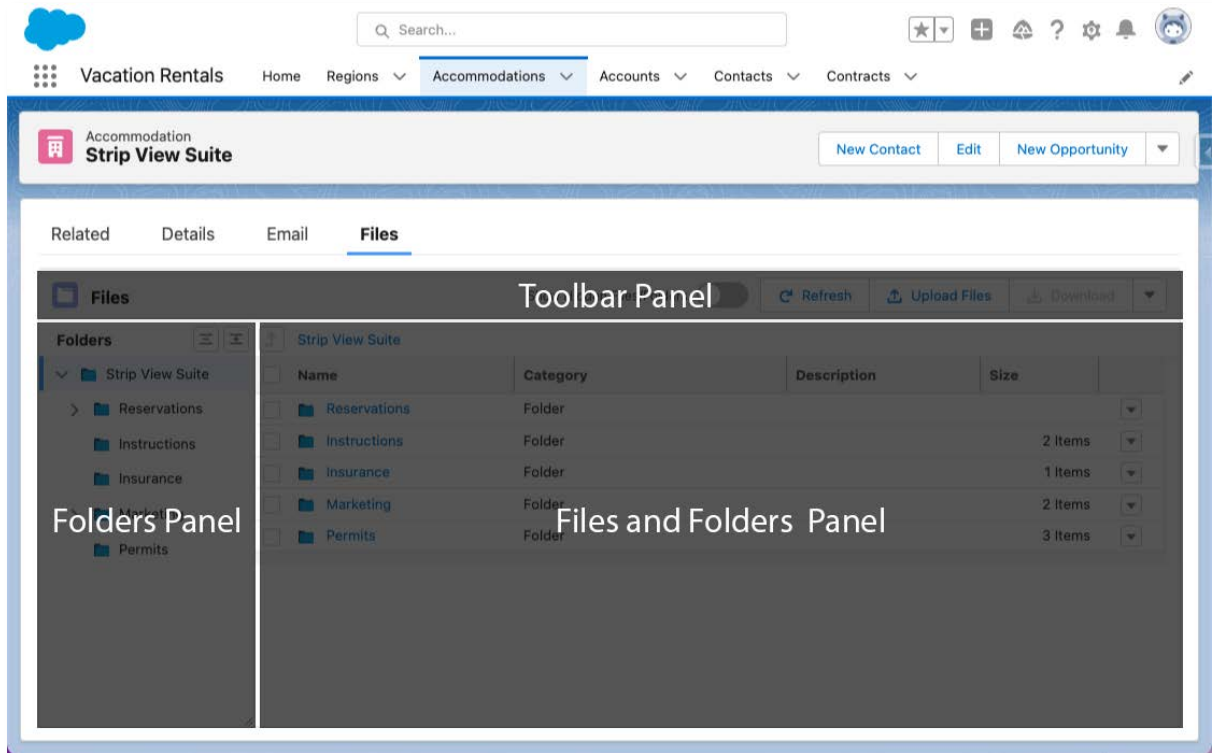 Search...
Vacation Rentals Home Regions Accommodations Accounts Contacts Contracts
Accommodation
Strip View Suite
New Contact Edit New Opportunity
Related Details Email Files
Files Toolbar Panel Refresh Upload Files Download
Folders Strip View Suite
Strip View Suite Name Category Description Size
Reservations Reservations Folder
Instructions Instructions Folder 2 Items
Insurance Insurance Folder 1 Items
Marketing Marketing Folder 2 Items
Folders Panel Files and Folders Panel
Permits Permits Folder 3 Items